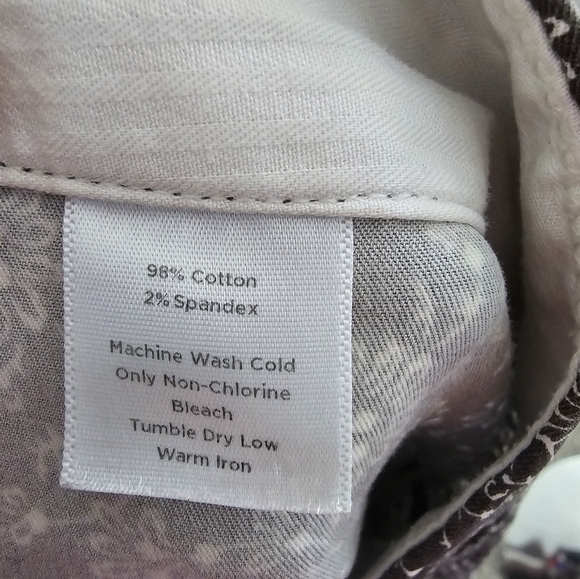 98% Cotton
2% Spandex
Machine Wash Cold
Only Non-Chlorine
Bleach
Tumble Dry Low
Warm Iron